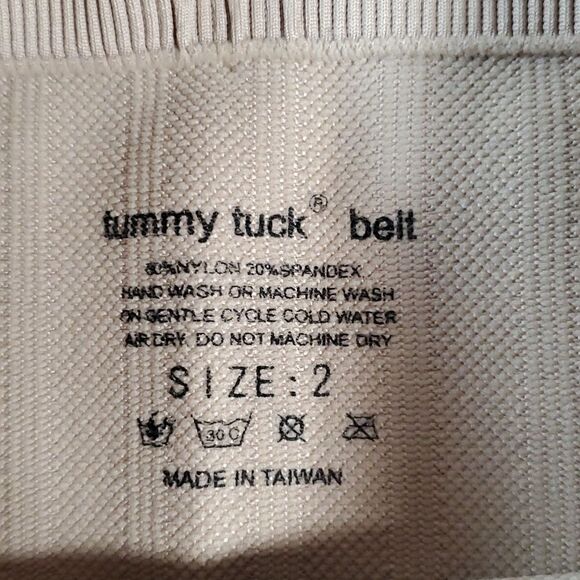 tummy tuck® belt
80%NYLON 20%SPANDEX
HAND WASH OR MACHINE WASH
ON GENTLE CYCLE COLD WATER
AIR DRY. DO NOT MACHINE DRY
SIZE: 2
30 C
MADE IN TAIWAN